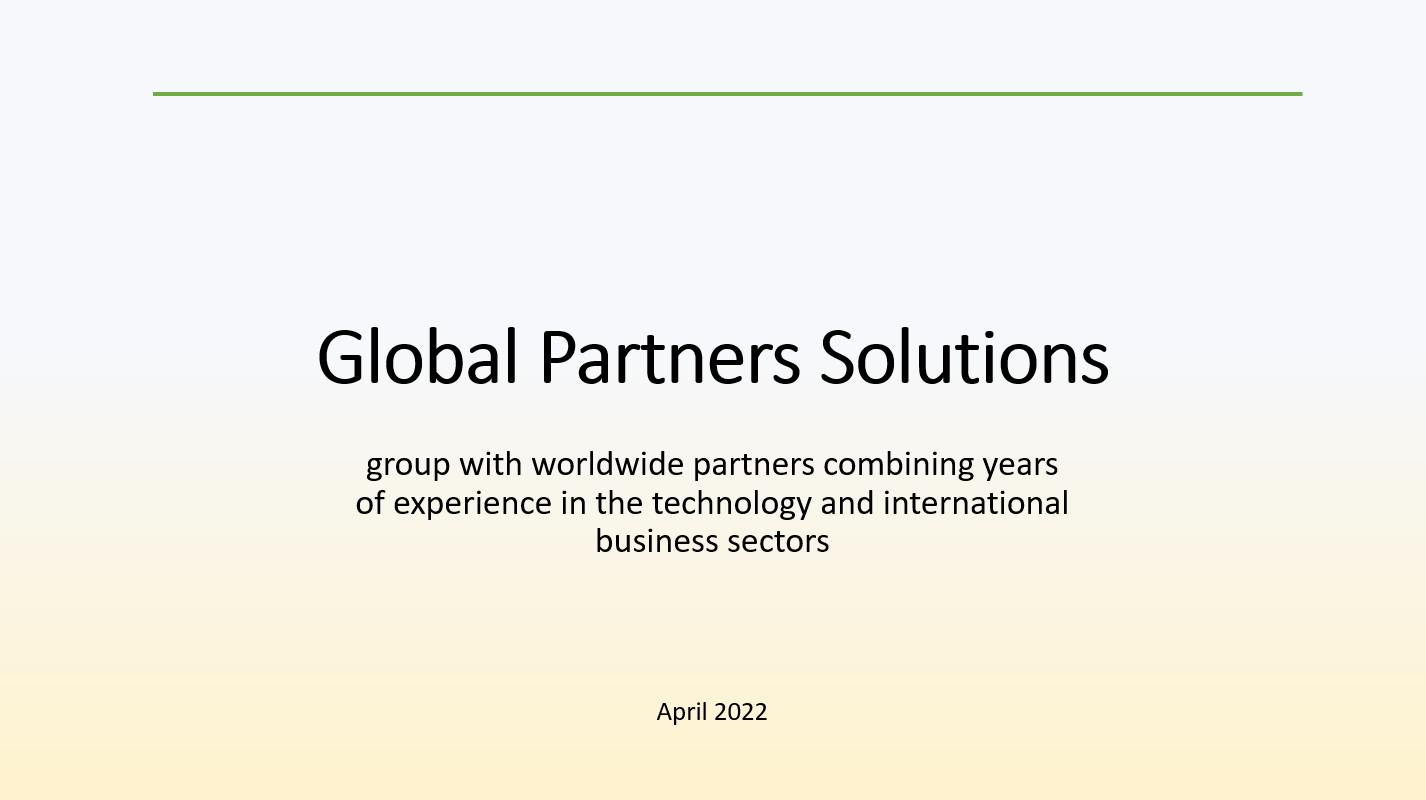 Global Partners Solutions
group with worldwide partners combining years
of experience in the technology and international
business sectors
April 2022